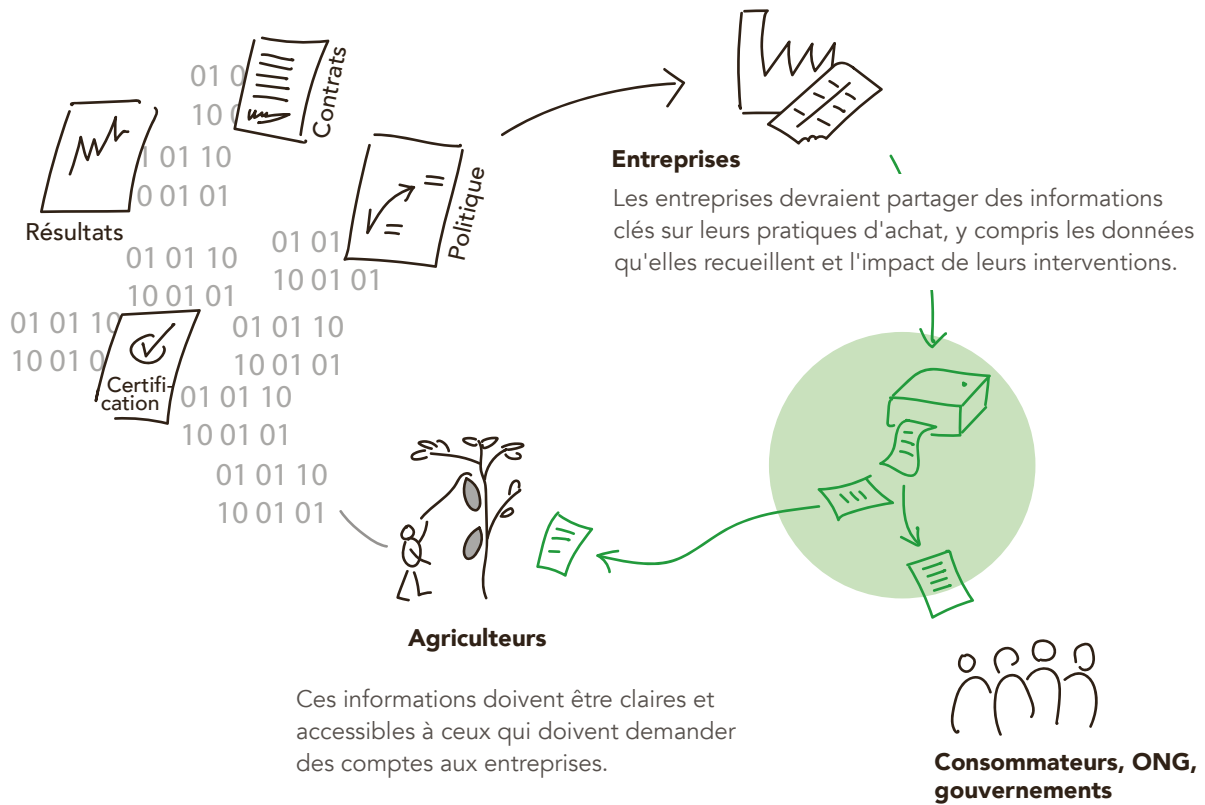 01 0
10 0
Contrats
1 01 10
0 01 01
Résultats
Politique
01 01
10 01 01
01 01 10
10 01 01
01 01 10
10 01 0
Certifi-
cation
01 01 10
10 01 01
01 01 10
10 01 01
01 01 10
10 01 01
Entreprises
Les entreprises devraient partager des informations
clés sur leurs pratiques d'achat, y compris les données
qu'elles recueillent et l'impact de leurs interventions.
Agriculteurs
Ces informations doivent être claires et
accessibles à ceux qui doivent demander
des comptes aux entreprises.
Consommateurs, ONG,
gouvernements